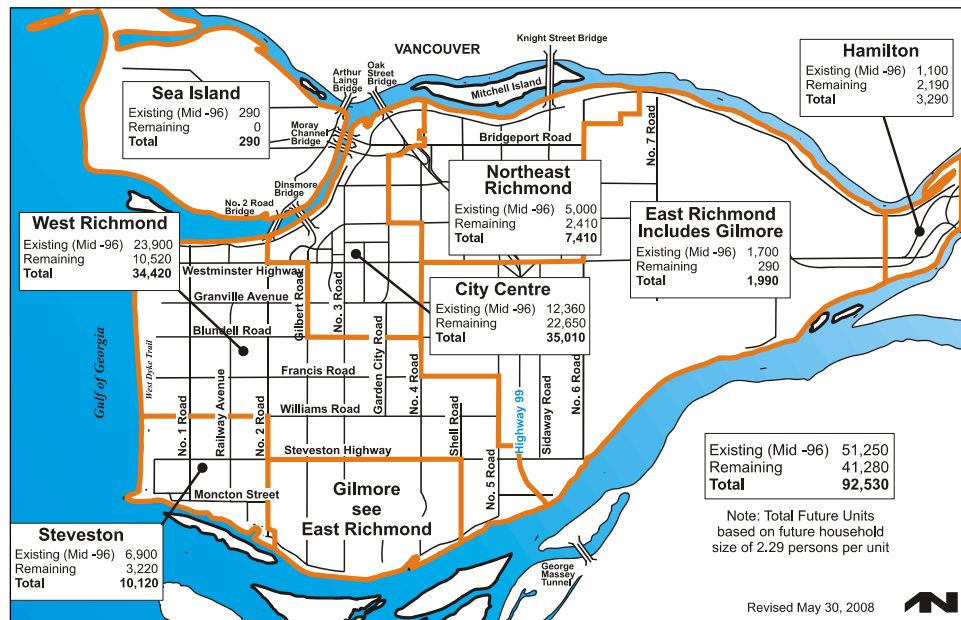 VANCOUVER
Knight Street Bridge
Mitchell Island
Oak
Street
Bridge
Arthur
Laing
Bridge
Moray
Channel
Bridge
Dinsmore
Bridge
No. 2 Road
Bridge
Sea Island
Existing (Mid -96) 290
Remaining 0
Total 290
Hamilton
Existing (Mid -96) 1,100
Remaining 2,190
Total 3,290
Bridgeport Road
No. 7 Road
Northeast
Richmond
Existing (Mid -96) 5,000
Remaining 2,410
Total 7,410
West Richmond
Existing (Mid -96) 23,900
Remaining 10,520
Total 34,420
East Richmond
Includes Gilmore
Existing (Mid -96) 1,700
Remaining 290
Total 1,990
City Centre
Existing (Mid -96) 12,360
Remaining 22,650
Total 35,010
Westminster Highway
Granville Avenue
Blundell Road
Francis Road
Williams Road
Steveston Highway
Moncton Street
Gulf of Georgia
West Dyke Trail
No. 1 Road
Railway Avenue
No. 2 Road
Gilbert Road
No. 3 Road
Garden City Road
No. 4 Road
Shell Road
No. 5 Road
Highway 99
Sidaway Road
No. 6 Road
Gilmore
see
East Richmond
Steveston
Existing (Mid -96) 6,900
Remaining 3,220
Total 10,120
George
Massey
Tunnel
Existing (Mid -96) 51,250
Remaining 41,280
Total 92,530
Note: Total Future Units
based on future household
size of 2.29 persons per unit
Revised May 30, 2008